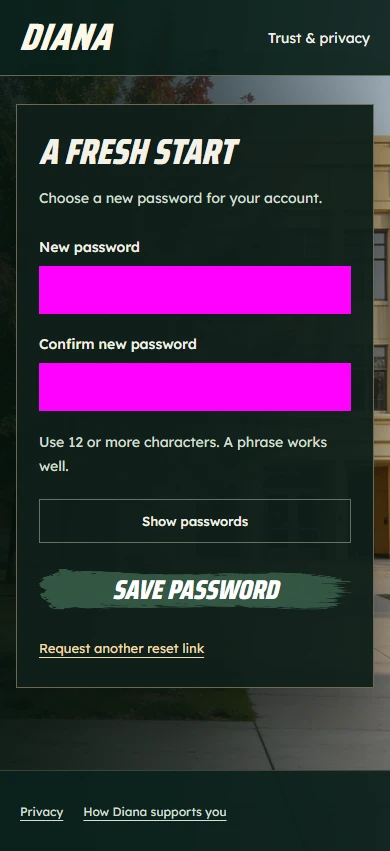 DIANA
Trust & privacy
A FRESH START
Choose a new password for your account.
New password
Confirm new password
Use 12 or more characters. A phrase works
well.
Show passwords
SAVE PASSWORD
Request another reset link
Privacy
How Diana supports you